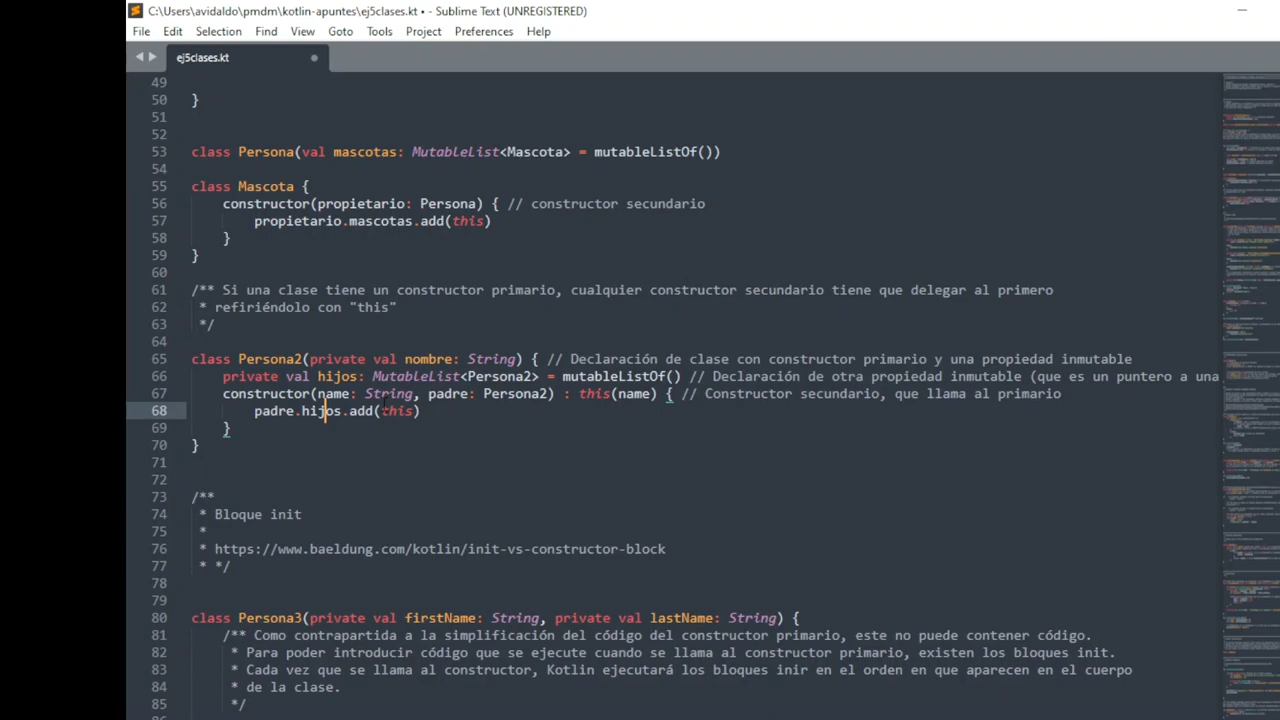 C:\Users\avidaldo\pmdm\kotlin-apuntes\ej5clases.kt • - Sublime Text (UNREGISTERED)
File Edit Selection Find View Goto Tools Project Preferences Help
ej5clases.kt
49
50 }
51
52
53 class Persona(val mascotas: MutableList<Mascota> = mutableListOf())
54
55 class Mascota {
56 constructor(propietario: Persona) { // constructor secundario
57 propietario.mascotas.add(this)
58 }
59 }
60
61 /** Si una clase tiene un constructor primario, cualquier constructor secundario tiene que delegar al primero
62 * refiriéndolo con "this"
63 */
64
65 class Persona2(private val nombre: String) { // Declaración de clase con constructor primario y una propiedad inmutable
66 private val hijos: MutableList<Persona2> = mutableListOf() // Declaración de otra propiedad inmutable (que es un puntero a una
67 constructor(name: String, padre: Persona2) : this(name) { // Constructor secundario, que llama al primario
68 padre.hijos.add(this)
69 }
70 }
71
72
73 /**
74 * Bloque init
75 *
76 * https://www.baeldung.com/kotlin/init-vs-constructor-block
77 * */
78
79
80 class Persona3(private val firstName: String, private val lastName: String) {
81 /** Como contrapartida a la simplificación del código del constructor primario, este no puede contener código.
82 * Para poder introducir código que se ejecute cuando se llama al constructor primario, existen los bloques init.
83 * Cada vez que se llama al constructor, Kotlin ejecutará los bloques inir en el orden en que aparecen en el cuerpo
84 * de la clase.
85 */